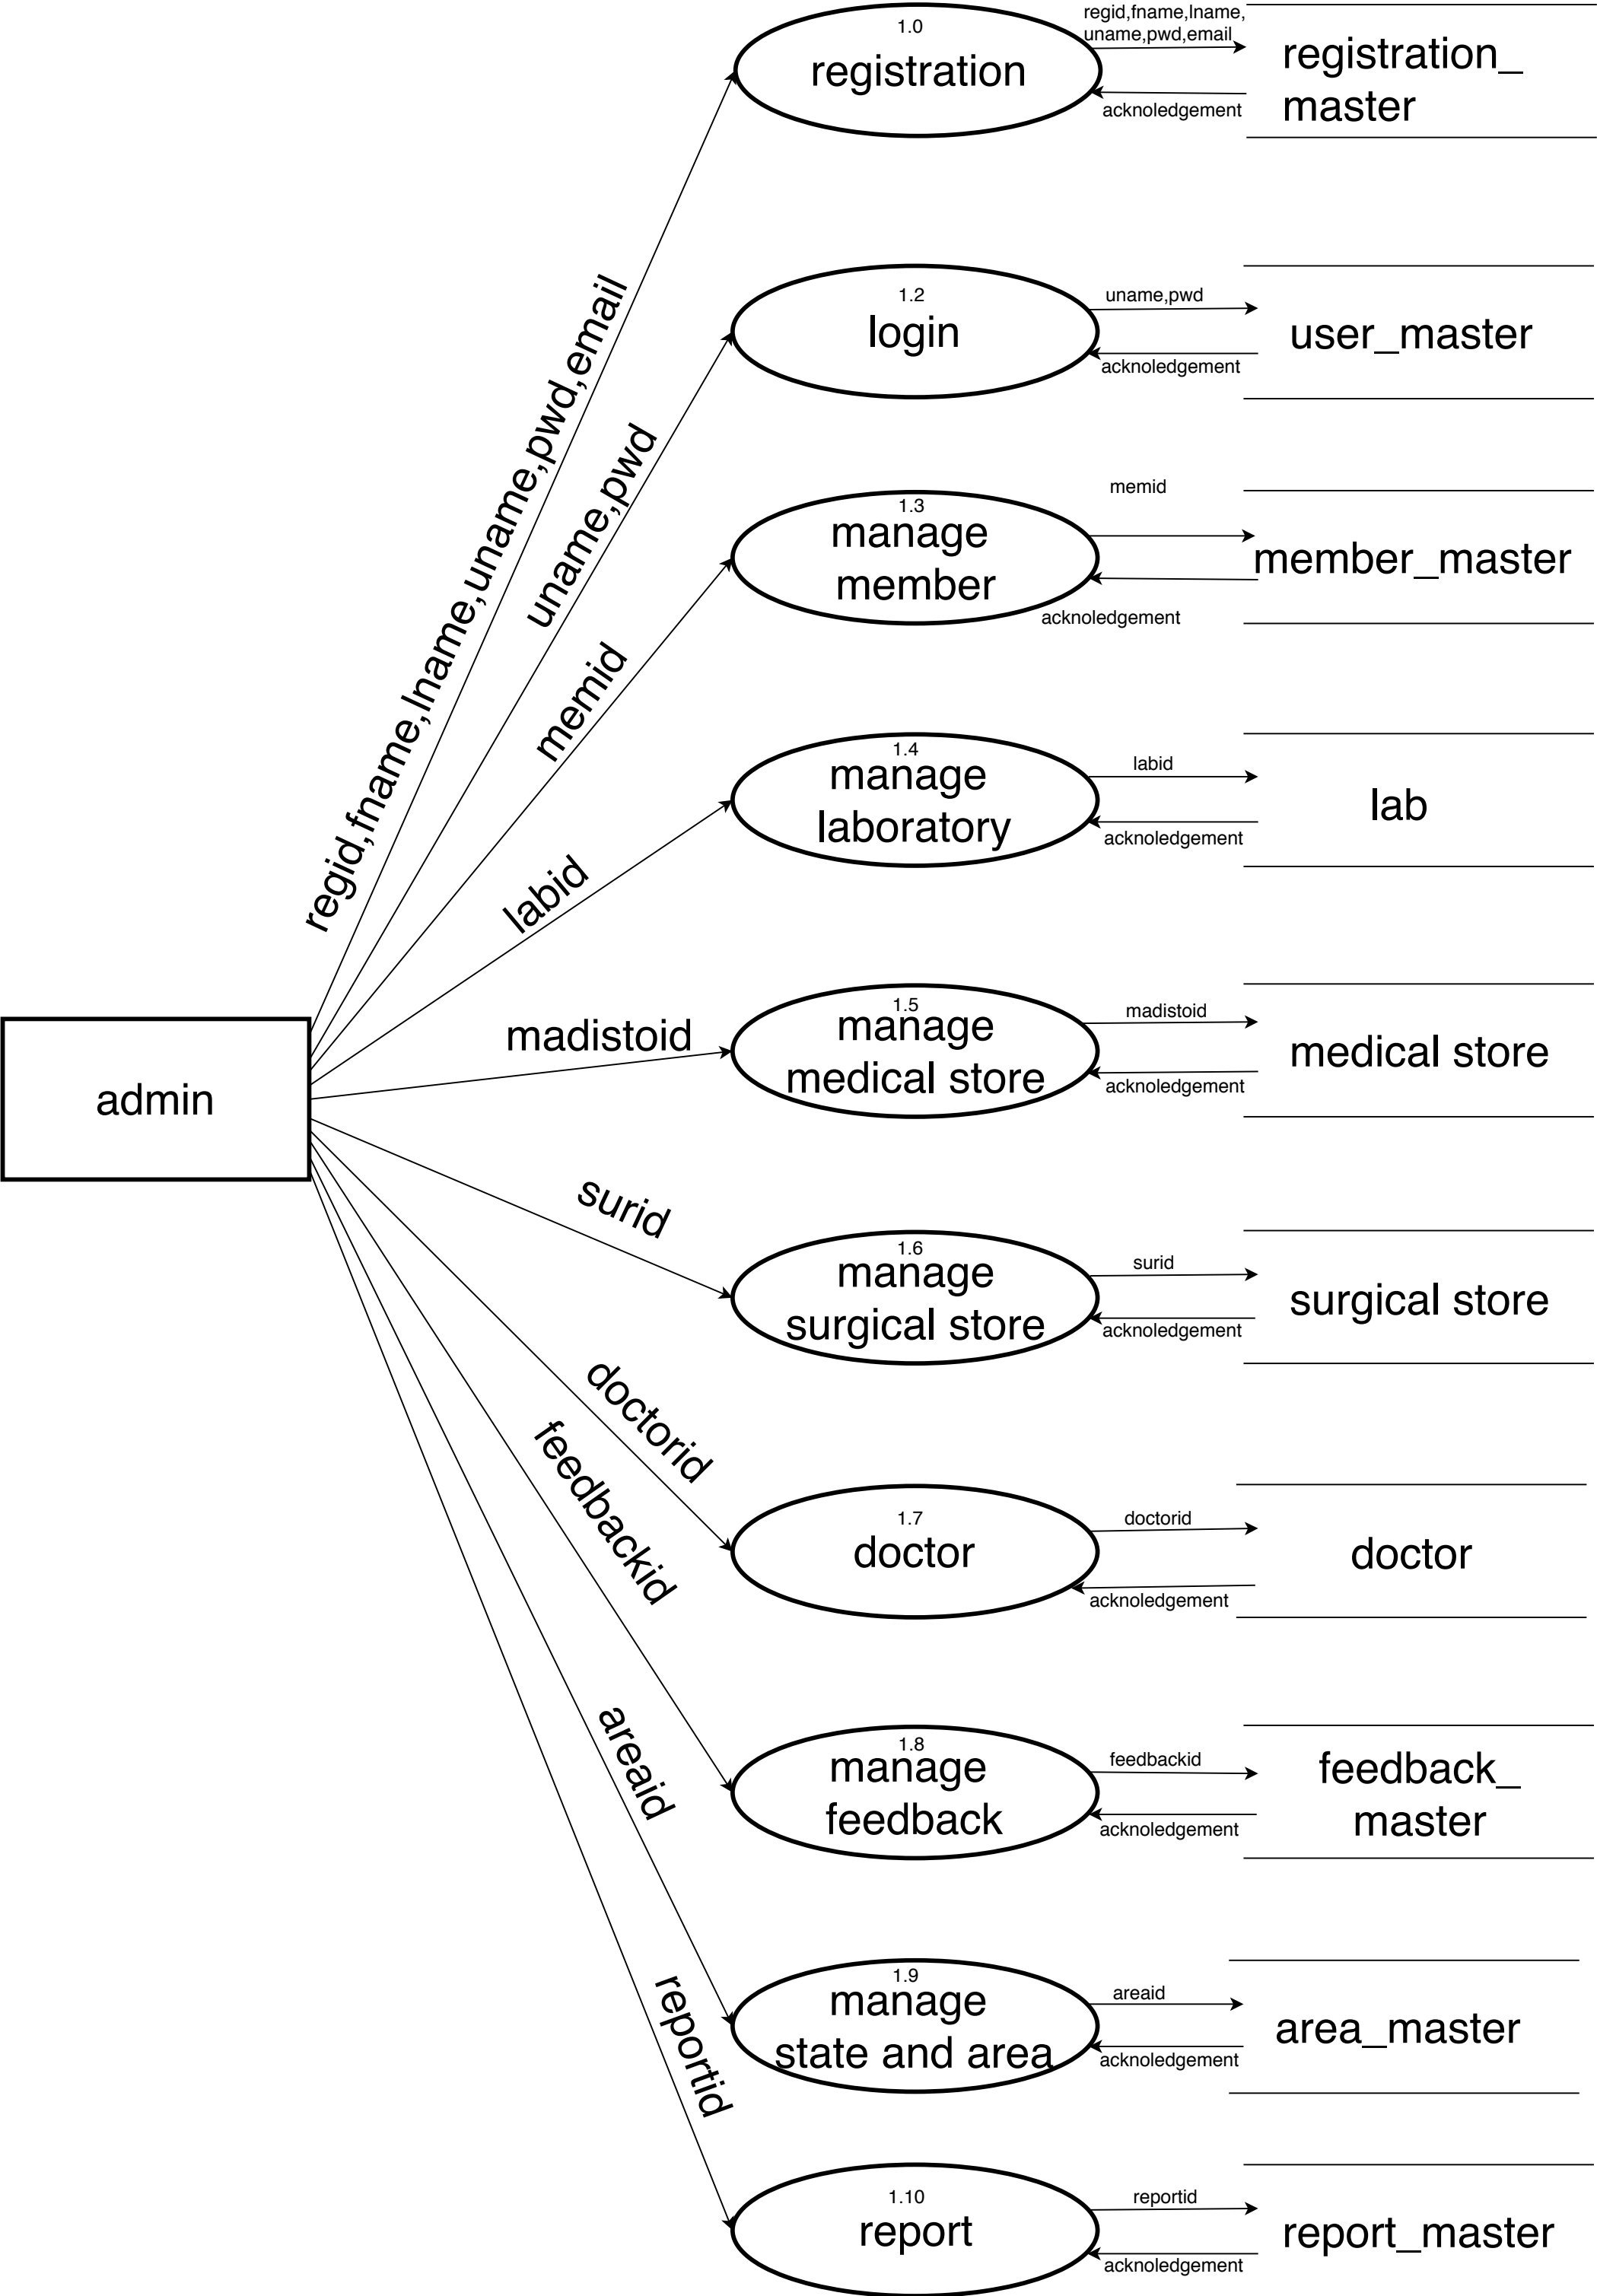 1.0
registration
regid,fname,lname,
uname,pwd,email
acknoledgement
registration_
master
regid,fname,lname,uname,pwd,email
1.2
login
uname,pwd
acknoledgement
user_master
uname,pwd
1.3
manage
member
memid
acknoledgement
member_master
memid
1.4
manage
laboratory
labid
acknoledgement
lab
labid
admin
madistoid
1.5
manage
medical store
madistoid
acknoledgement
medical store
surid
1.6
manage
surgical store
surid
acknoledgement
surgical store
doctorid
1.7
doctor
doctorid
acknoledgement
doctor
feedbackid
1.8
manage
feedback
feedbackid
acknoledgement
feedback_
master
areaid
1.9
manage
state and area
areaid
acknoledgement
area_master
reportid
1.10
report
reportid
acknoledgement
report_master